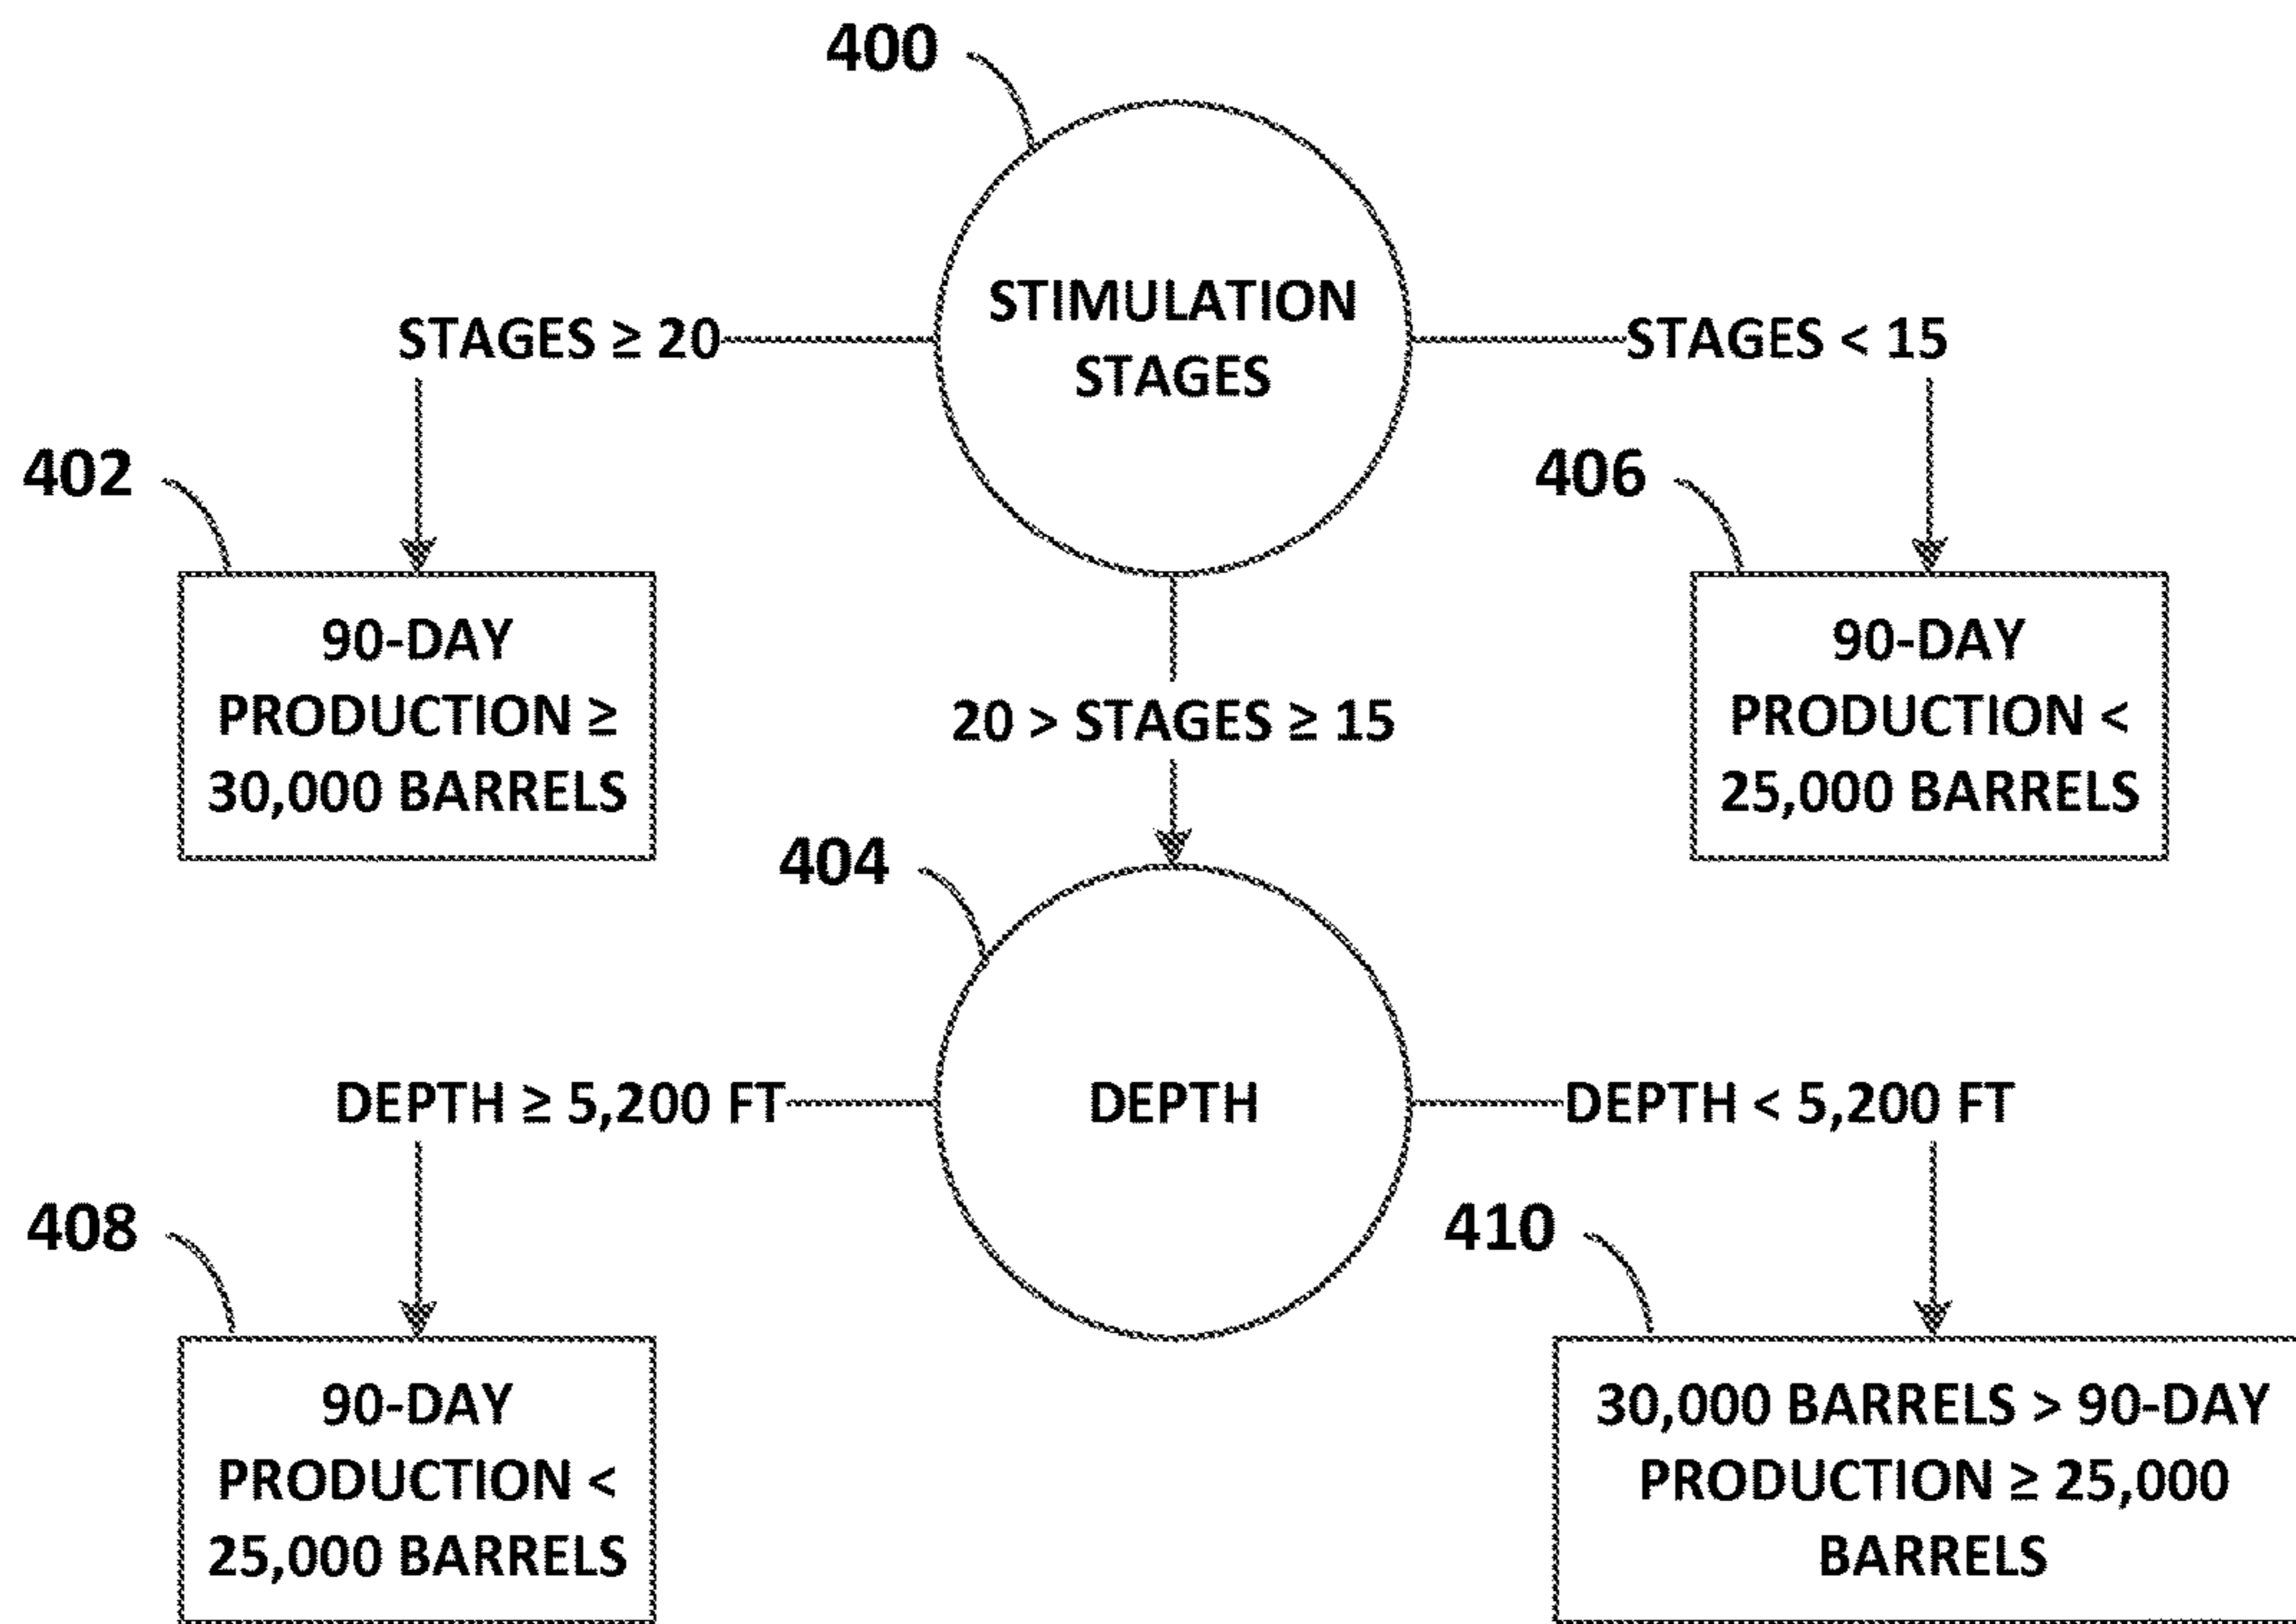 400
STIMULATION
STAGES
STAGES ≥ 20
STAGES < 15
402
406
90-DAY
PRODUCTION ≥
30,000 BARRELS
90-DAY
PRODUCTION <
25,000 BARRELS
20 > STAGES ≥ 15
404
DEPTH
DEPTH ≥ 5,200 FT
DEPTH < 5,200 FT
408
410
90-DAY
PRODUCTION <
25,000 BARRELS
30,000 BARRELS > 90-DAY
PRODUCTION ≥ 25,000
BARRELS